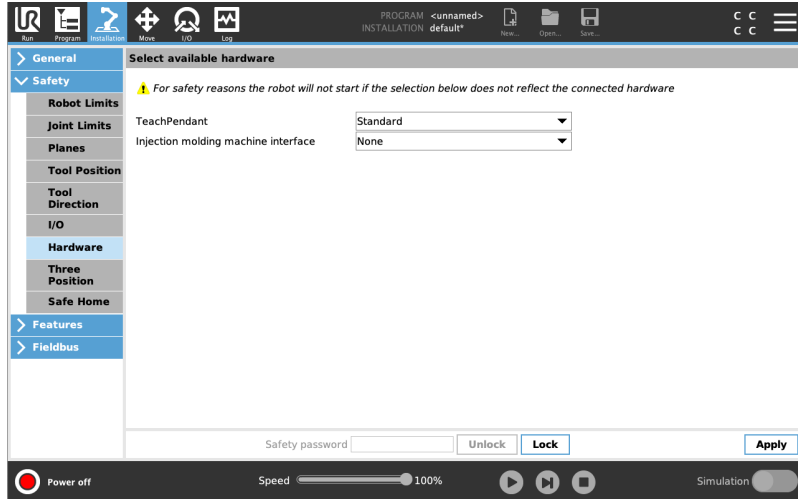 UR
PROGRAM <unnamed>
INSTALLATION default*
Run Program Installation Move I/O Log New... Open... Save...
C C
C C
General
Safety
Robot Limits
Joint Limits
Planes
Tool Position
Tool
Direction
I/O
Hardware
Three
Position
Safe Home
Features
Fieldbus
Select available hardware
For safety reasons the robot will not start if the selection below does not reflect the connected hardware
TeachPendant Standard
Injection molding machine interface None
Safety password Unlock Lock Apply
Power off Speed 100% Simulation